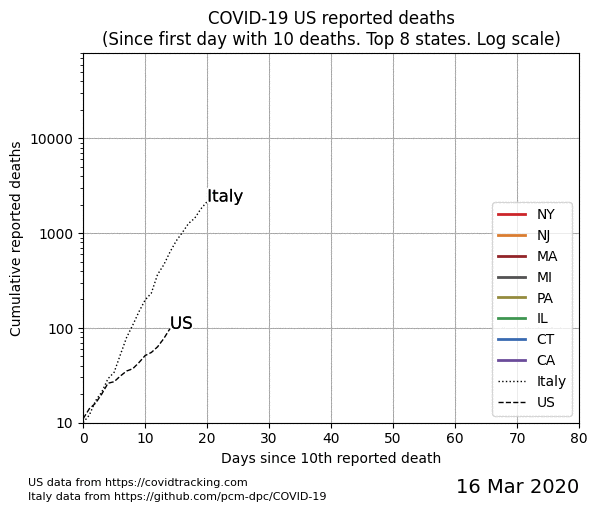 COVID-19 US reported deaths
(Since first day with 10 deaths. Top 8 states. Log scale)
Cumulative reported deaths
10000
1000
100
10
Italy
US
NY
NJ
MA
MI
PA
IL
CT
CA
Italy
US
0 10 20 30 40 50 60 70 80
Days since 10th reported death
US data from https://covidtracking.com
Italy data from https://github.com/pcm-dpc/COVID-19
16 Mar 2020